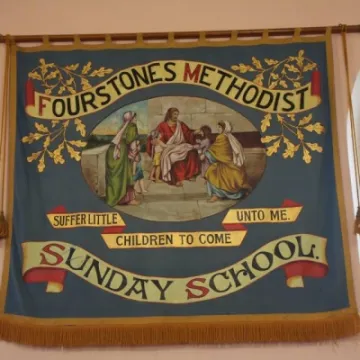 FOURSTONES METHODIST
SUFFER LITTLE
CHILDREN TO COME
UNTO ME.
SUNDAY SCHOOL.